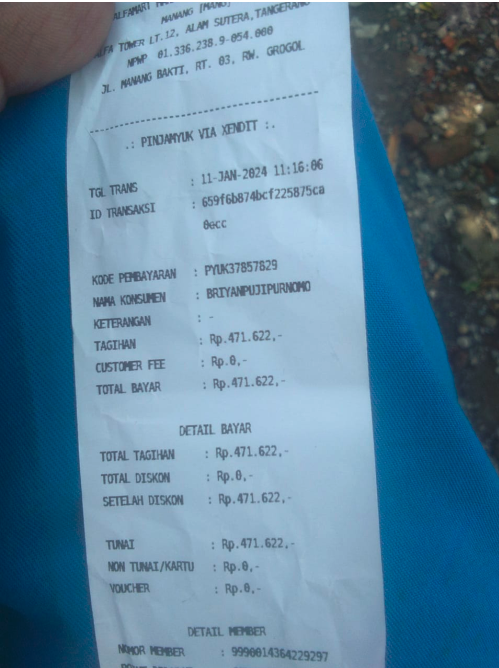 ALFAMART
MANANG [MANG]
ALFA TOWER LT.12, ALAM SUTERA, TANGERANG
NPWP 01.336.238.9-054.000
JL. MANANG BAKTI, RT. 03, RW. GROGOL
.: PINJAMYUK VIA XENDIT :.
TGL TRANS : 11-JAN-2024 11:16:06
ID TRANSAKSI : 659f6b874bcf225875ca
0ecc
KODE PEMBAYARAN : PYUK37857829
NAMA KONSUMEN : BRIYANPUJIPURNOMO
KETERANGAN : -
TAGIHAN : Rp.471.622,-
CUSTOMER FEE : Rp.0,-
TOTAL BAYAR : Rp.471.622,-
DETAIL BAYAR
TOTAL TAGIHAN : Rp.471.622,-
TOTAL DISKON : Rp.0,-
SETELAH DISKON : Rp.471.622,-
TUNAI : Rp.471.622,-
NON TUNAI/KARTU : Rp.0,-
VOUCHER : Rp.0,-
DETAIL MEMBER
NOMOR MEMBER : 9990014364229297